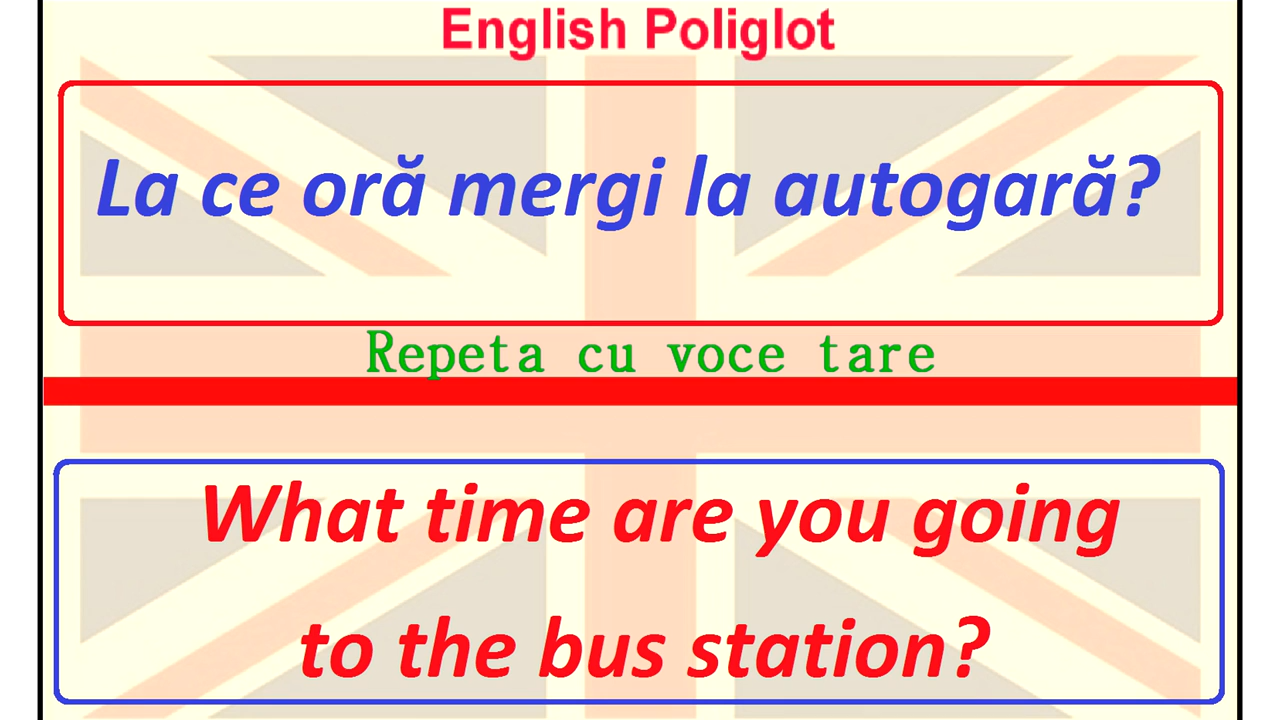 English Poliglot
La ce oră mergi la autogară?
Repeta cu voce tare
What time are you going
to the bus station?